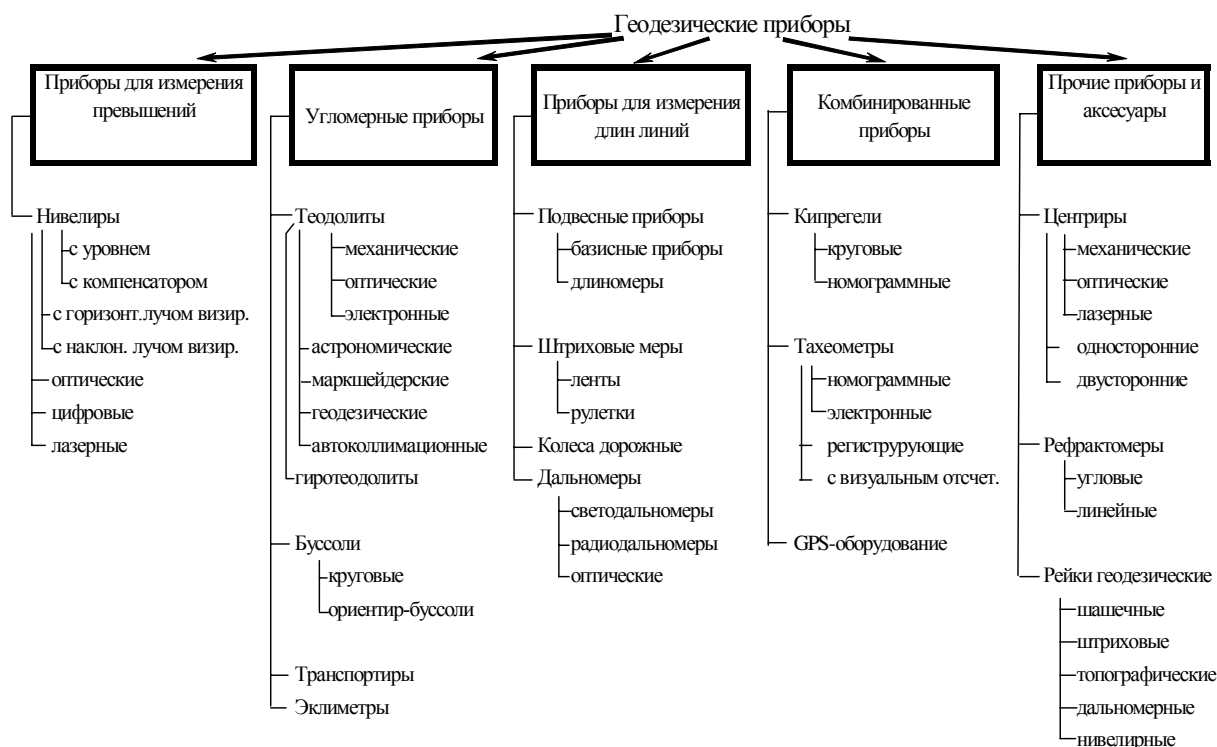 Геодезические приборы
Приборы для измерения
превышений
Нивелиры
с уровнем
с компенсатором
с горизонт.лучом визир.
с наклон. лучом визир.
оптические
цифровые
лазерные
Угломерные приборы
Теодолиты
механические
оптические
электронные
астрономические
маркшейдерские
геодезические
автоколлимационные
гиротеодолиты
Буссоли
круговые
ориентир-буссоли
Транспортиры
Эклиметры
Приборы для измерения
длин линий
Подвесные приборы
базисные приборы
длиномеры
Штриховые меры
ленты
рулетки
Колеса дорожные
Дальномеры
светодальномеры
радиодальномеры
оптические
Комбинированные
приборы
Кипрегели
круговые
номограммные
Тахеометры
номограммные
электронные
региструрующие
с визуальным отсчет.
GPS-оборудование
Прочие приборы и
аксесуары
Центриры
механические
оптические
лазерные
односторонние
двусторонние
Рефрактомеры
угловые
линейные
Рейки геодезические
шашечные
штриховые
топографические
дальномерные
нивелирные